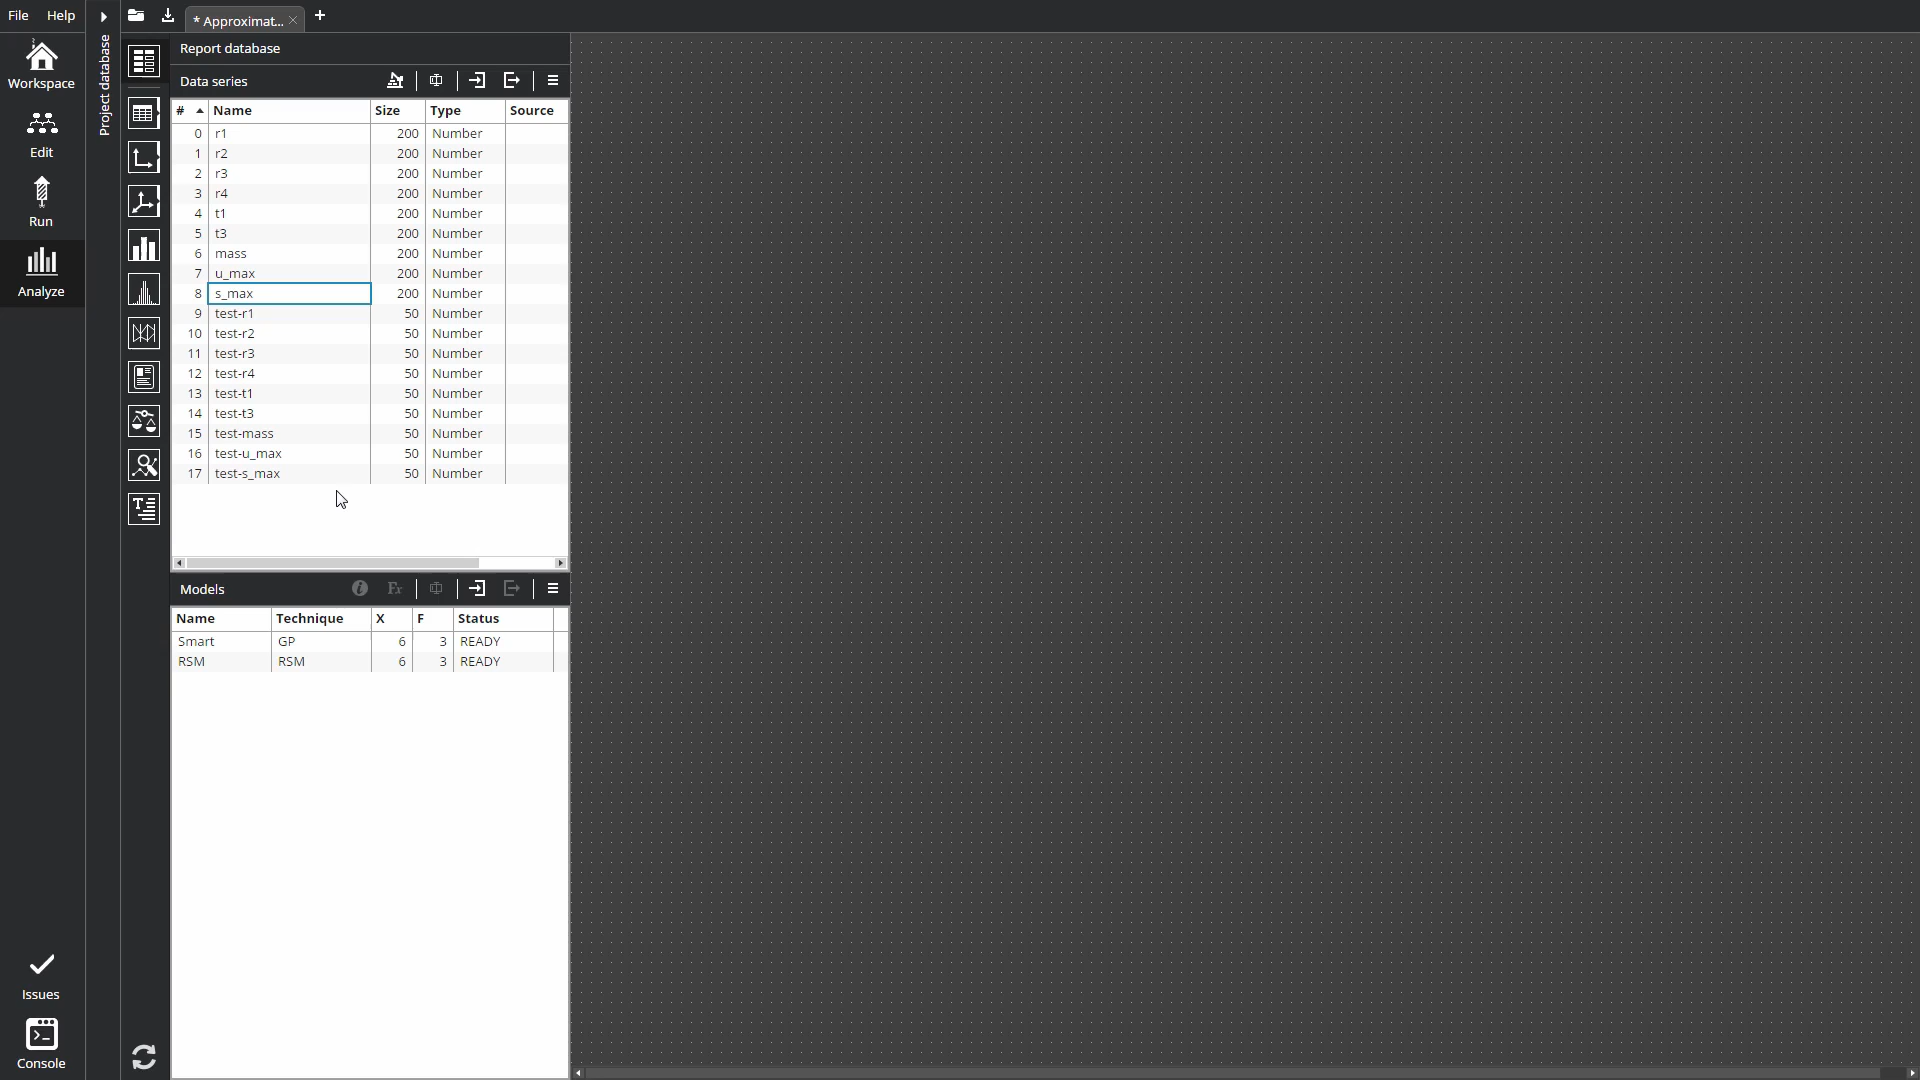 File Help
* Approximat...
Report database
Project database
Workspace
Edit
Run
Analyze
Issues
Console
Data series
# Name Size Type Source
0 r1 200 Number
1 r2 200 Number
2 r3 200 Number
3 r4 200 Number
4 t1 200 Number
5 t3 200 Number
6 mass 200 Number
7 u_max 200 Number
8 s_max 200 Number
9 test-r1 50 Number
10 test-r2 50 Number
11 test-r3 50 Number
12 test-r4 50 Number
13 test-t1 50 Number
14 test-t3 50 Number
15 test-mass 50 Number
16 test-u_max 50 Number
17 test-s_max 50 Number
Models
Fx
Name Technique X F Status
Smart GP 6 3 READY
RSM RSM 6 3 READY